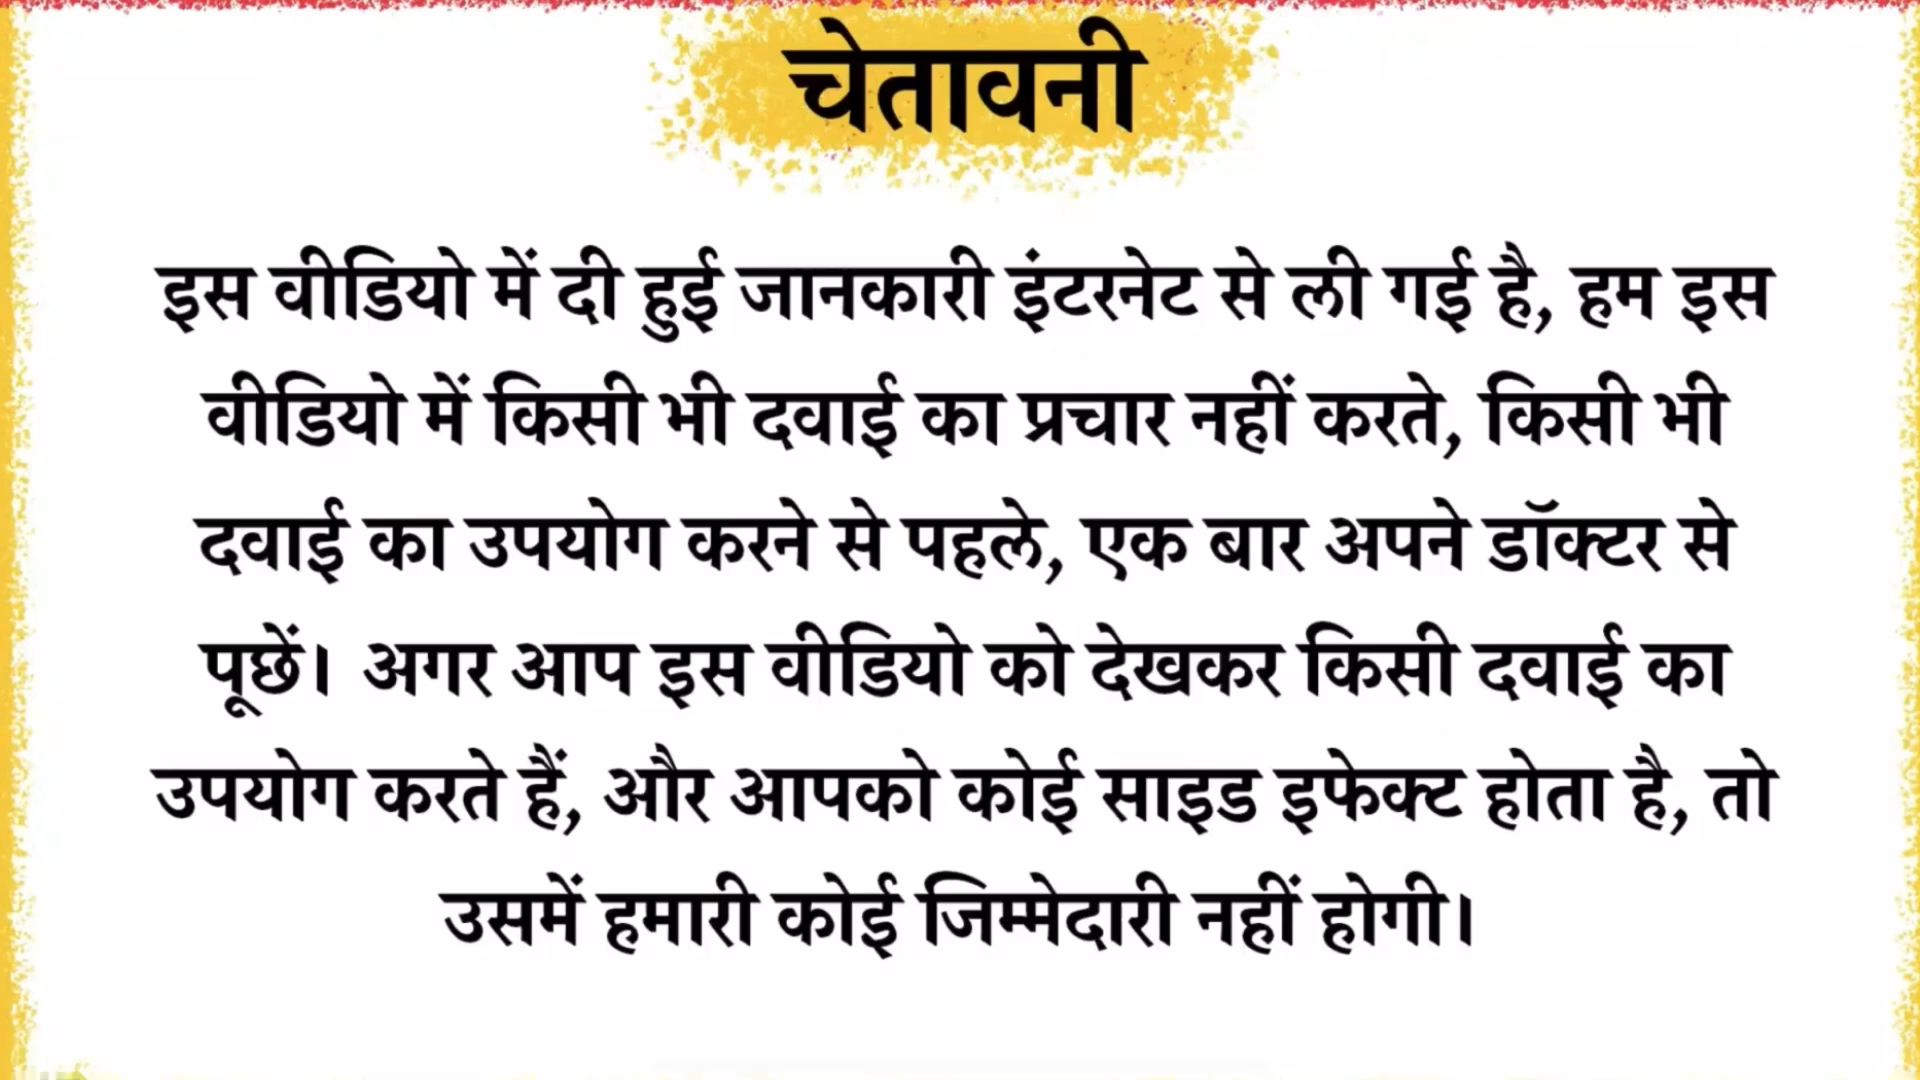 चेतावनी
इस वीडियो में दी हुई जानकारी इंटरनेट से ली गई है, हम इस
वीडियो में किसी भी दवाई का प्रचार नहीं करते, किसी भी
दवाई का उपयोग करने से पहले, एक बार अपने डॉक्टर से
पूछें। अगर आप इस वीडियो को देखकर किसी दवाई का
उपयोग करते हैं, और आपको कोई साइड इफेक्ट होता है, तो
उसमें हमारी कोई जिम्मेदारी नहीं होगी।